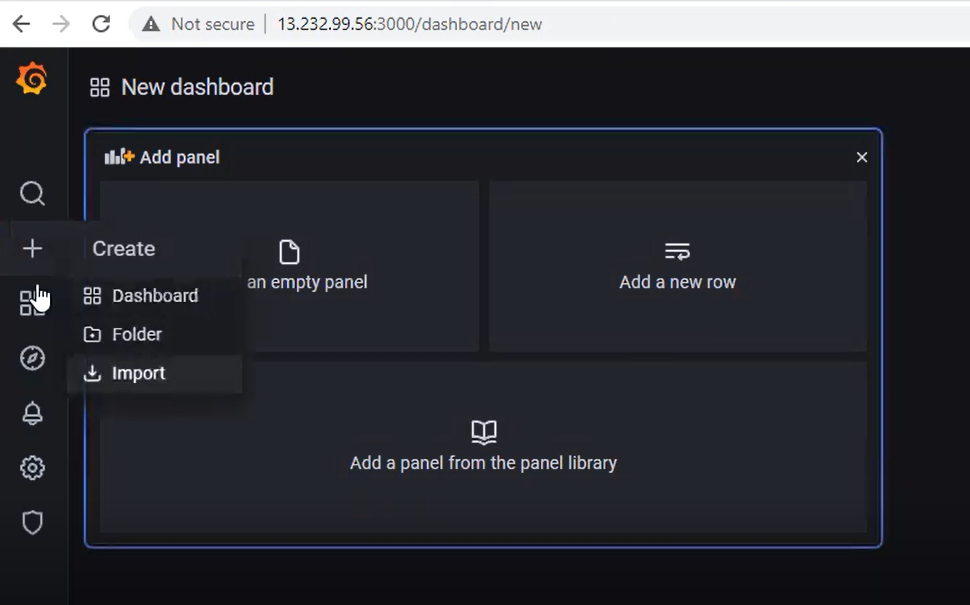 Not secure
13.232.99.56:3000/dashboard/new
New dashboard
Add panel
Create
Dashboard
Folder
Import
an empty panel
Add a new row
Add a panel from the panel library